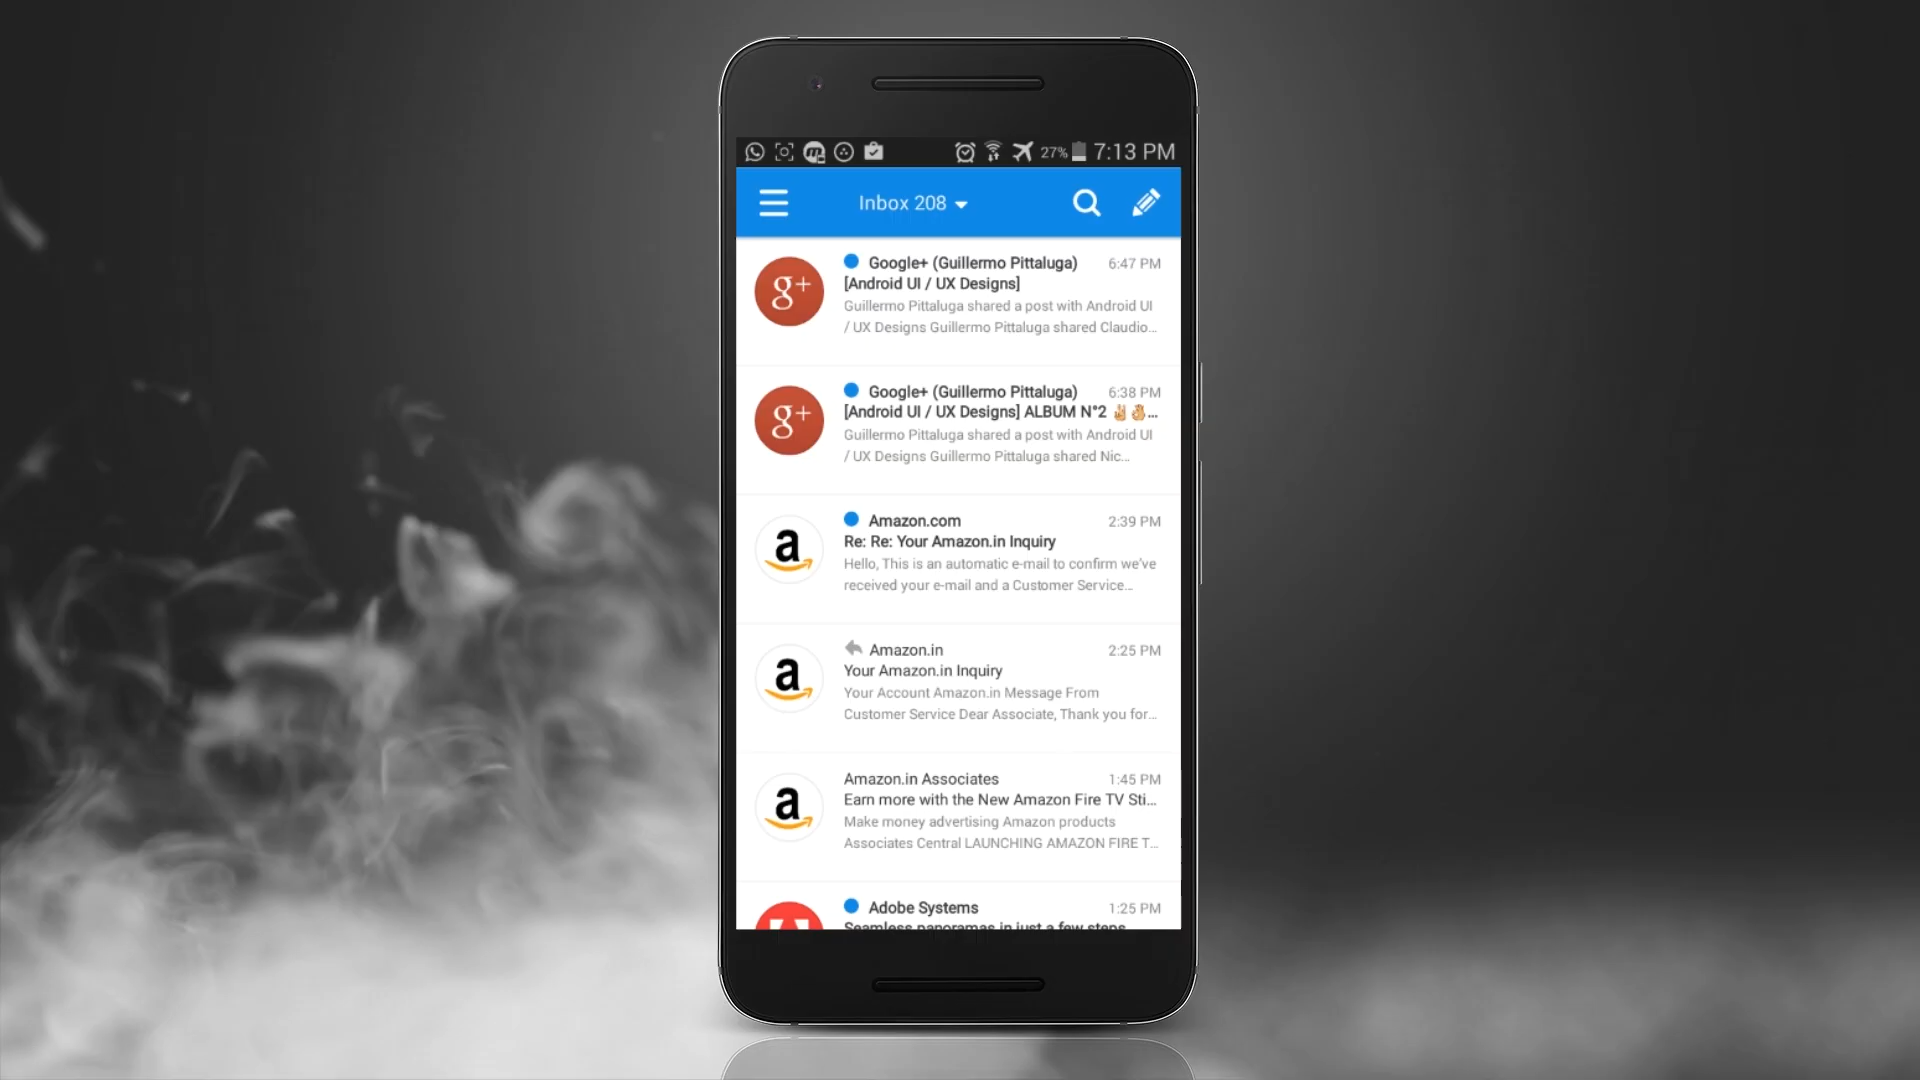 27% 7:13 PM
Inbox 208
Google+ (Guillermo Pittaluga) 6:47 PM
[Android UI / UX Designs]
Guillermo Pittaluga shared a post with Android UI
/ UX Designs Guillermo Pittaluga shared Claudio...
g+
Google+ (Guillermo Pittaluga) 6:38 PM
[Android UI / UX Designs] ALBUM N°2 ✌👌...
Guillermo Pittaluga shared a post with Android UI
/ UX Designs Guillermo Pittaluga shared Nic...
g+
Amazon.com 2:39 PM
Re: Re: Your Amazon.in Inquiry
Hello, This is an automatic e-mail to confirm we've
received your e-mail and a Customer Service...
a
Amazon.in 2:25 PM
Your Amazon.in Inquiry
Your Account Amazon.in Message From
Customer Service Dear Associate, Thank you for...
a
Amazon.in Associates 1:45 PM
Earn more with the New Amazon Fire TV Sti...
Make money advertising Amazon products
Associates Central LAUNCHING AMAZON FIRE T...
a
Adobe Systems 1:25 PM
Seamless panoramas in just a few steps